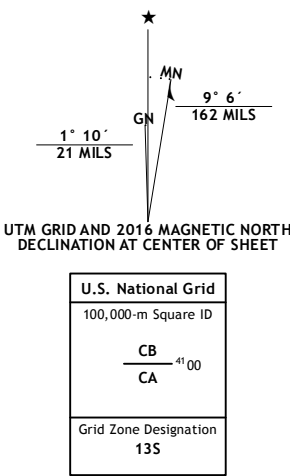 ★
MN
GN
9° 6´
162 MILS
1° 10´
21 MILS
UTM GRID AND 2016 MAGNETIC NORTH
DECLINATION AT CENTER OF SHEET
U.S. National Grid
100,000-m Square ID
CB
4100
CA
Grid Zone Designation
13S